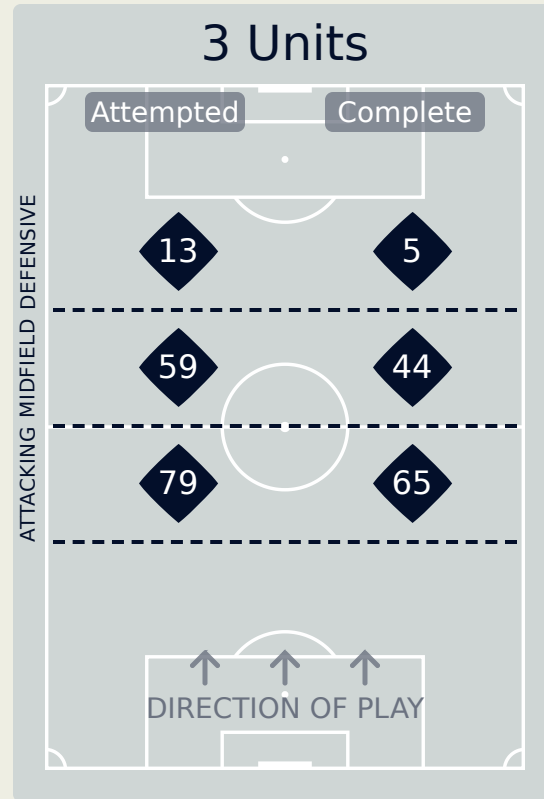 3 Units
Attempted Complete
ATTACKING MIDFIELD DEFENSIVE
13 5
59 44
79 65
DIRECTION OF PLAY